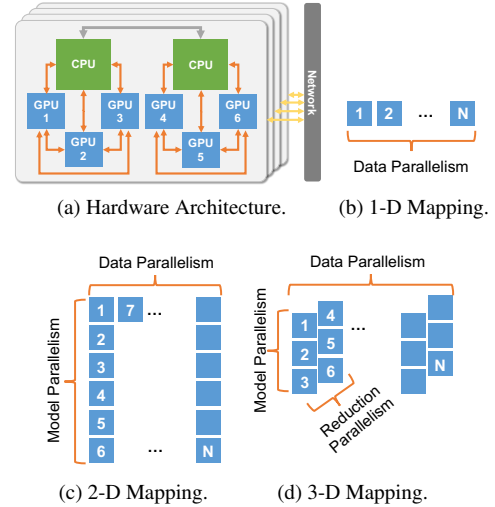 CPU
CPU
GPU
1
GPU
3
GPU
4
GPU
6
GPU
2
GPU
5
Network
(a) Hardware Architecture.
1 2 ... N
Data Parallelism
(b) 1-D Mapping.
Data Parallelism
Model Parallelism
1 7 ...
2
3
4
5
6 ... N
(c) 2-D Mapping.
Data Parallelism
Model Parallelism
4
1 ...
5
2
6 N
3
Reduction
Parallelism
(d) 3-D Mapping.